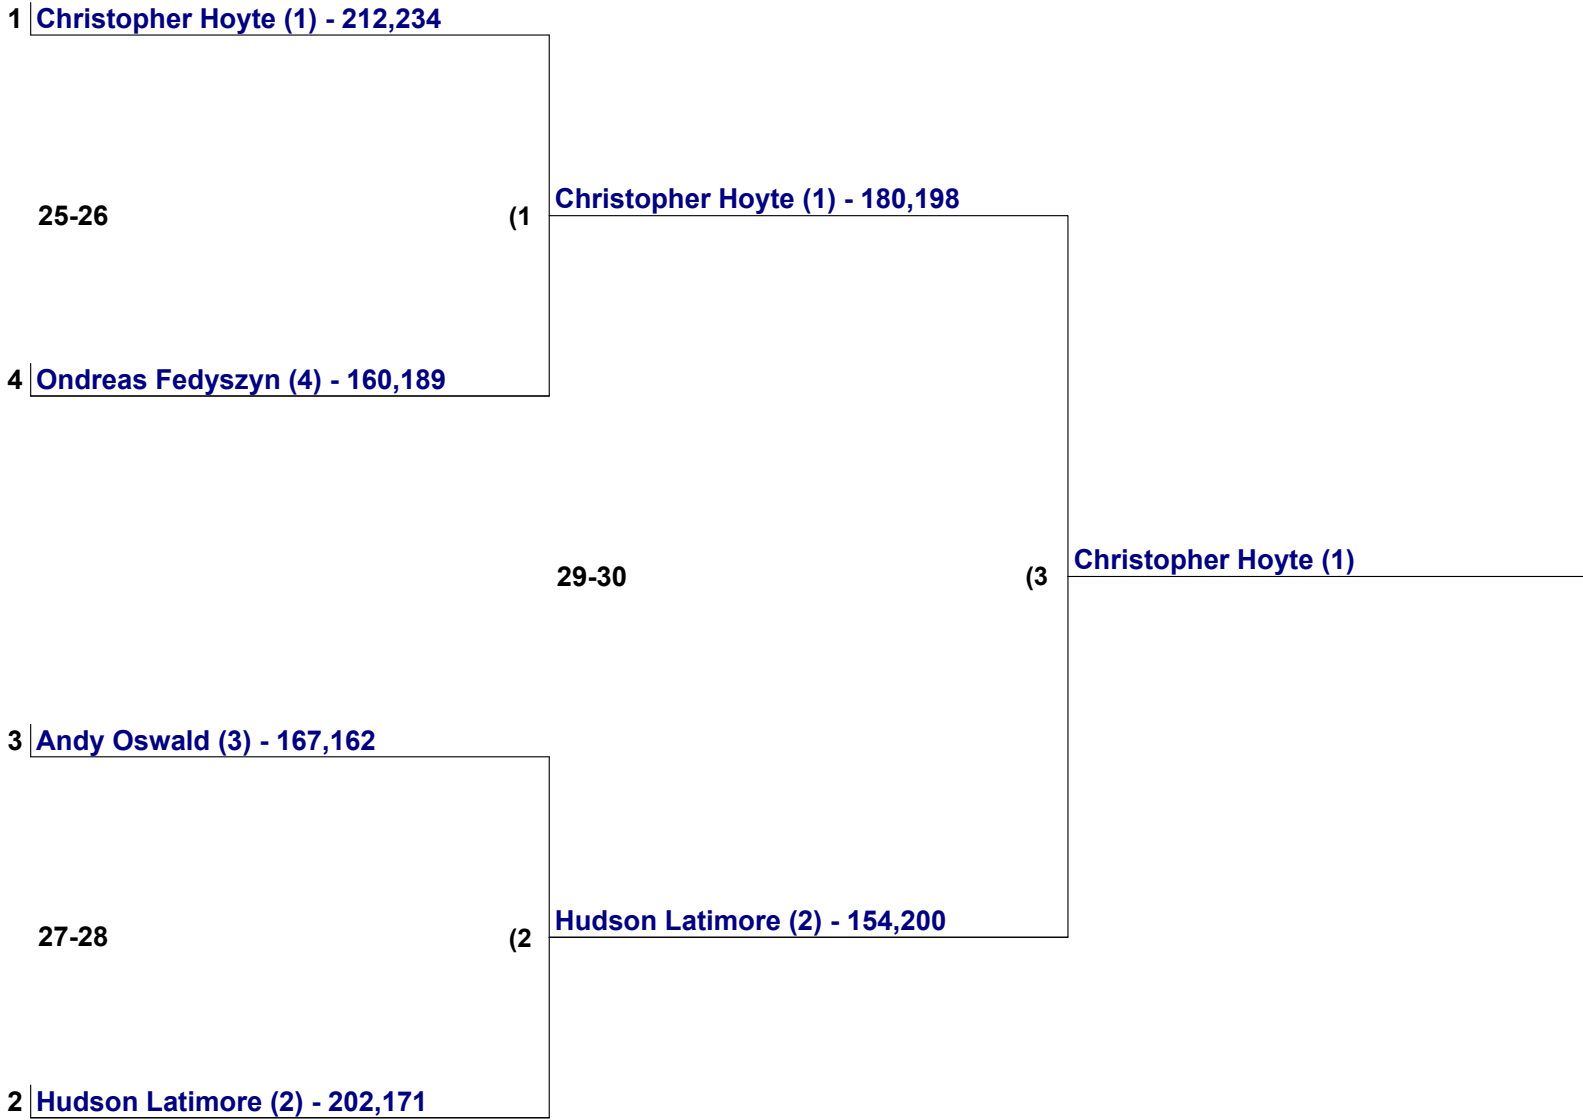 1 Christopher Hoyte (1) - 212,234
Christopher Hoyte (1) - 180,198
25-26 (1
4 Ondreas Fedyszyn (4) - 160,189
Christopher Hoyte (1)
29-30 (3
3 Andy Oswald (3) - 167,162
Hudson Latimore (2) - 154,200
27-28 (2
2 Hudson Latimore (2) - 202,171